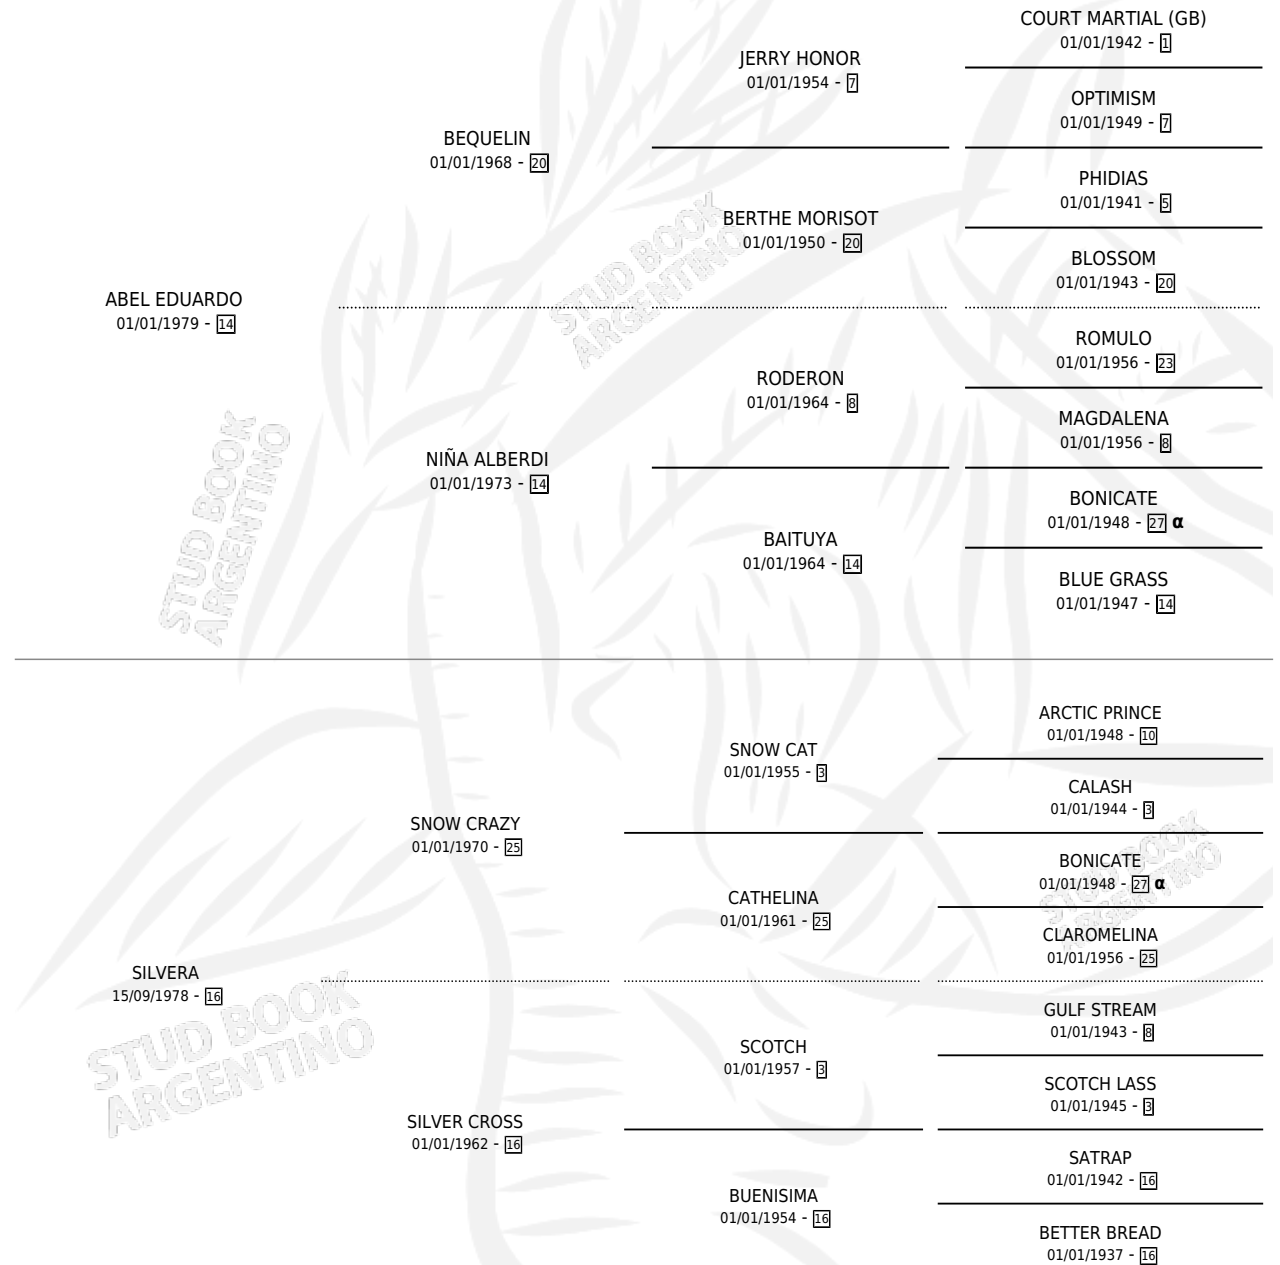 COURT MARTIAL (GB)
01/01/1942 - 1
JERRY HONOR
01/01/1954 - 7
OPTIMISM
01/01/1949 - 7
BEQUELIN
01/01/1968 - 20
PHIDIAS
01/01/1941 - 5
BERTHE MORISOT
01/01/1950 - 20
BLOSSOM
01/01/1943 - 20
STUD BOOK
ARGENTINO
ABEL EDUARDO
01/01/1979 - 14
ROMULO
01/01/1956 - 23
RODERON
01/01/1964 - 8
MAGDALENA
01/01/1956 - 8
NIÑA ALBERDI
01/01/1973 - 14
BONICATE
01/01/1948 - 27 α
BAITUYA
01/01/1964 - 14
BLUE GRASS
01/01/1947 - 14
STUD BOOK
ARGENTINO
ARCTIC PRINCE
01/01/1948 - 10
SNOW CAT
01/01/1955 - 3
CALASH
01/01/1944 - 3
SNOW CRAZY
01/01/1970 - 25
BONICATE
01/01/1948 - 27 α
CATHELINA
01/01/1961 - 25
STUD BOOK
ARGENTINO
CLAROMELINA
01/01/1956 - 25
SILVERA
15/09/1978 - 16
GULF STREAM
01/01/1943 - 8
SCOTCH
01/01/1957 - 3
SCOTCH LASS
01/01/1945 - 3
STUD BOOK
ARGENTINO
SILVER CROSS
01/01/1962 - 16
SATRAP
01/01/1942 - 16
BUENISIMA
01/01/1954 - 16
BETTER BREAD
01/01/1937 - 16